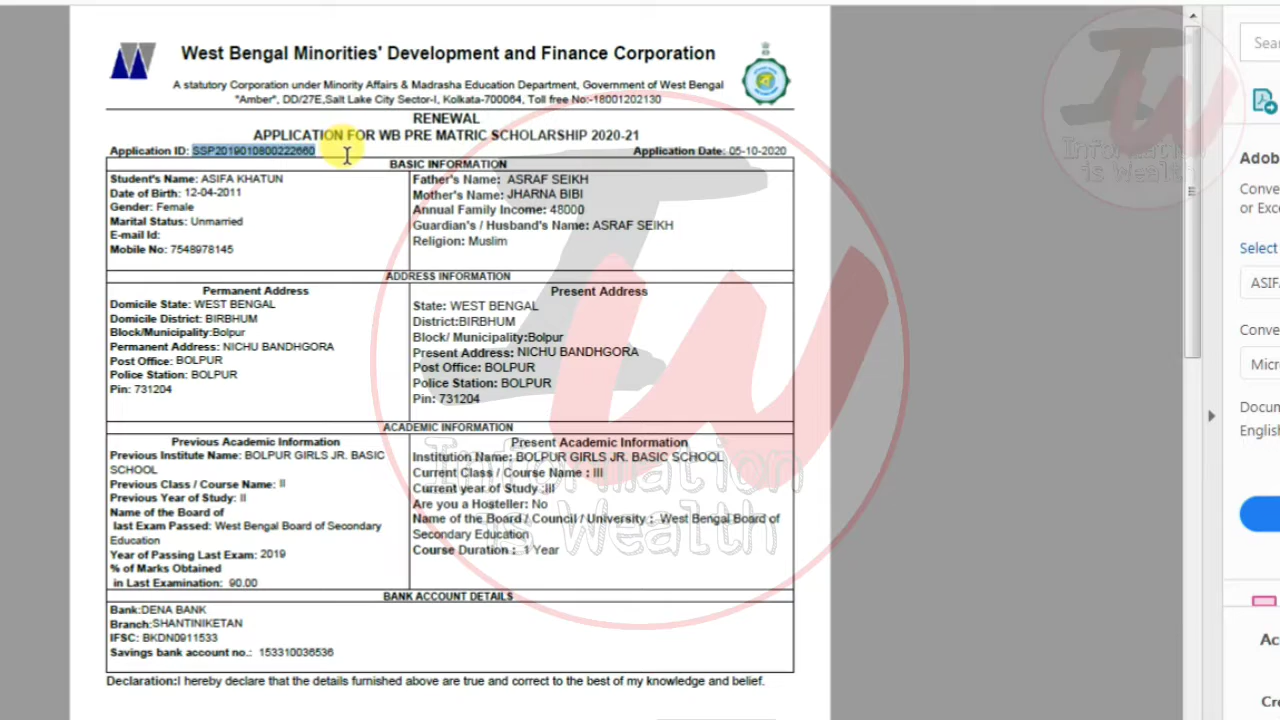 West Bengal Minorities' Development and Finance Corporation
A statutory Corporation under Minority Affairs & Madrasha Education Department, Government of West Bengal
"Amber", DD/27E,Salt Lake City Sector-I, Kolkata-700064, Toll free No:-18001202130
RENEWAL
APPLICATION FOR WB PRE MATRIC SCHOLARSHIP 2020-21
Application ID: SSP2019010800222660
Application Date: 05-10-2020
BASIC INFORMATION
Student's Name: ASIFA KHATUN
Date of Birth: 12-04-2011
Gender: Female
Marital Status: Unmarried
E-mail Id:
Mobile No: 7548978145
Father's Name: ASRAF SEIKH
Mother's Name: JHARNA BIBI
Annual Family Income: 48000
Guardian's / Husband's Name: ASRAF SEIKH
Religion: Muslim
ADDRESS INFORMATION
Permanent Address
Domicile State: WEST BENGAL
Domicile District: BIRBHUM
Block/Municipality:Bolpur
Permanent Address: NICHU BANDHGORA
Post Office: BOLPUR
Police Station: BOLPUR
Pin: 731204
Present Address
State: WEST BENGAL
District:BIRBHUM
Block/ Municipality:Bolpur
Present Address: NICHU BANDHGORA
Post Office: BOLPUR
Police Station: BOLPUR
Pin: 731204
ACADEMIC INFORMATION
Previous Academic Information
Previous Institute Name: BOLPUR GIRLS JR. BASIC
SCHOOL
Previous Class / Course Name: II
Previous Year of Study: II
Name of the Board of
last Exam Passed: West Bengal Board of Secondary
Education
Year of Passing Last Exam: 2019
% of Marks Obtained
in Last Examination: 90.00
Present Academic Information
Institution Name: BOLPUR GIRLS JR. BASIC SCHOOL
Current Class / Course Name : III
Current year of Study :III
Are you a Hosteller: No
Name of the Board / Council / University : West Bengal Board of
Secondary Education
Course Duration : 1 Year
BANK ACCOUNT DETAILS
Bank:DENA BANK
Branch:SHANTINIKETAN
IFSC: BKDN0911533
Savings bank account no.: 153310036536
Declaration:I hereby declare that the details furnished above are true and correct to the best of my knowledge and belief.
Iw
Information
is Wealth
Iw
Information
is Wealth
Sea
Adob
Conve
or Exce
Select
ASIFA
Conve
Micr
Docum
English
Ac
Cre